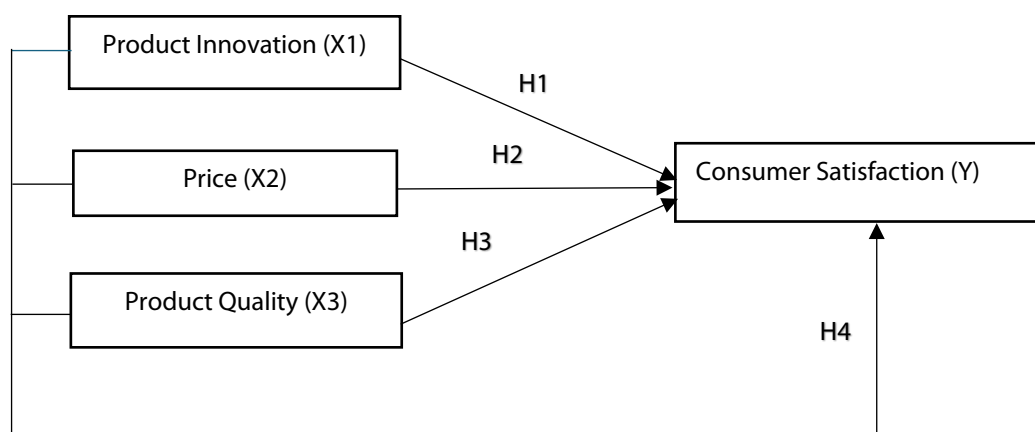 Product Innovation (X1)
H1
H2
Price (X2)
Consumer Satisfaction (Y)
H3
Product Quality (X3)
H4